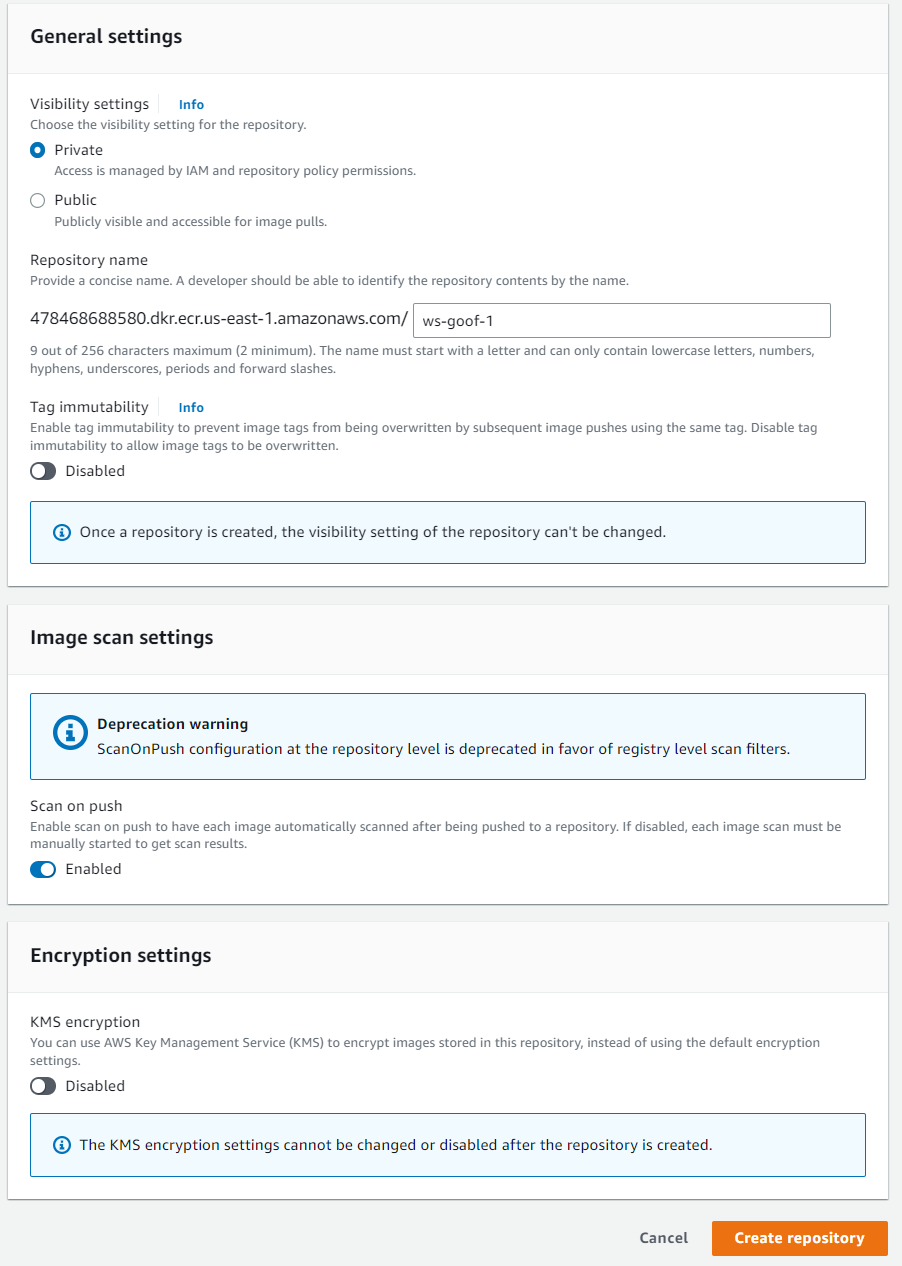 General settings
Visibility settings Info
Choose the visibility setting for the repository.
Private
Access is managed by IAM and repository policy permissions.
Public
Publicly visible and accessible for image pulls.
Repository name
Provide a concise name. A developer should be able to identify the repository contents by the name.
478468688580.dkr.ecr.us-east-1.amazonaws.com/ ws-goof-1
9 out of 256 characters maximum (2 minimum). The name must start with a letter and can only contain lowercase letters, numbers,
hyphens, underscores, periods and forward slashes.
Tag immutability Info
Enable tag immutability to prevent image tags from being overwritten by subsequent image pushes using the same tag. Disable tag
immutability to allow image tags to be overwritten.
Disabled
Once a repository is created, the visibility setting of the repository can't be changed.
Image scan settings
Deprecation warning
ScanOnPush configuration at the repository level is deprecated in favor of registry level scan filters.
Scan on push
Enable scan on push to have each image automatically scanned after being pushed to a repository. If disabled, each image scan must be
manually started to get scan results.
Enabled
Encryption settings
KMS encryption
You can use AWS Key Management Service (KMS) to encrypt images stored in this repository, instead of using the default encryption
settings.
Disabled
The KMS encryption settings cannot be changed or disabled after the repository is created.
Cancel Create repository